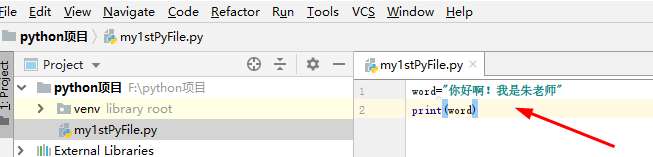 File Edit View Navigate Code Refactor Run Tools VCS Window Help
python项目 my1stPyFile.py
1: Project
Project
my1stPyFile.py
python项目 F:\python项目
venv library root
my1stPyFile.py
External Libraries
1 word="你好啊！我是朱老师"
2 print(word)